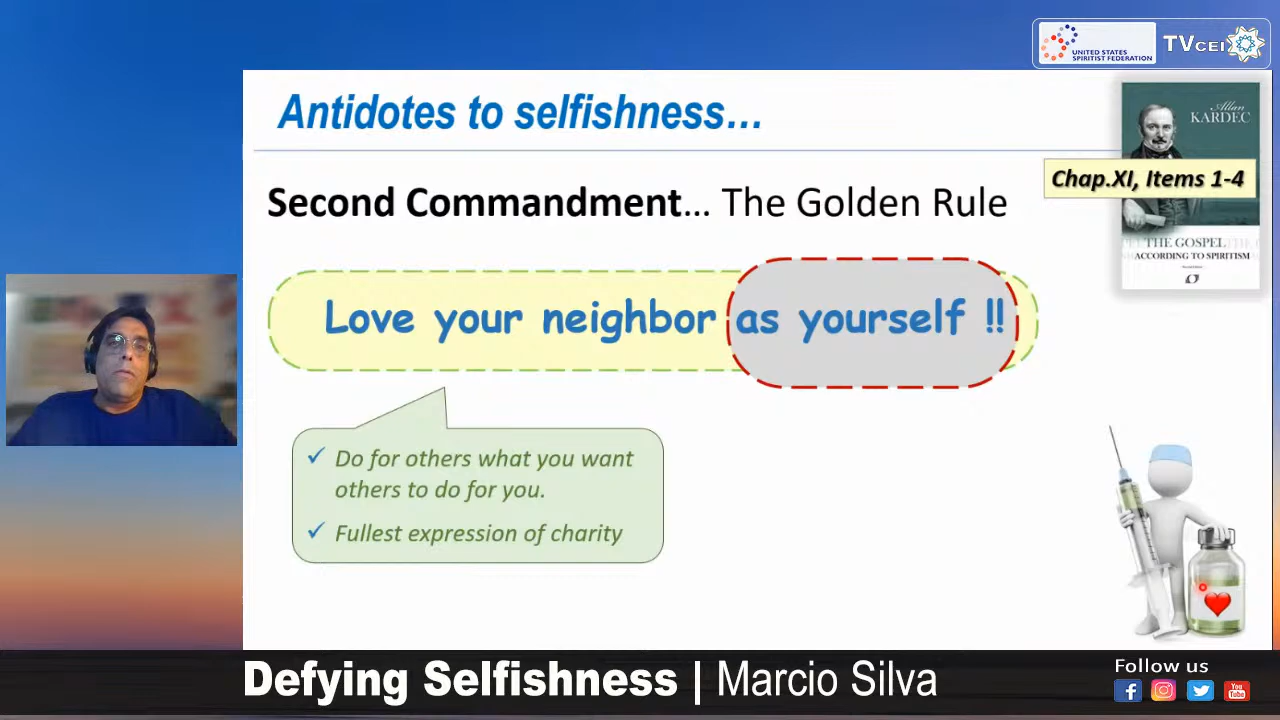 UNITED STATES
SPIRITIST FEDERATION
TVCEI
Antidotes to selfishness...
Allan
KARDEC
Chap.XI, Items 1-4
Second Commandment... The Golden Rule
THE GOSPEL
ACCORDING TO SPIRITISM
Love your neighbor as yourself !!
✓ Do for others what you want
others to do for you.
✓ Fullest expression of charity
Defying Selfishness | Marcio Silva
Follow us
You
Tube